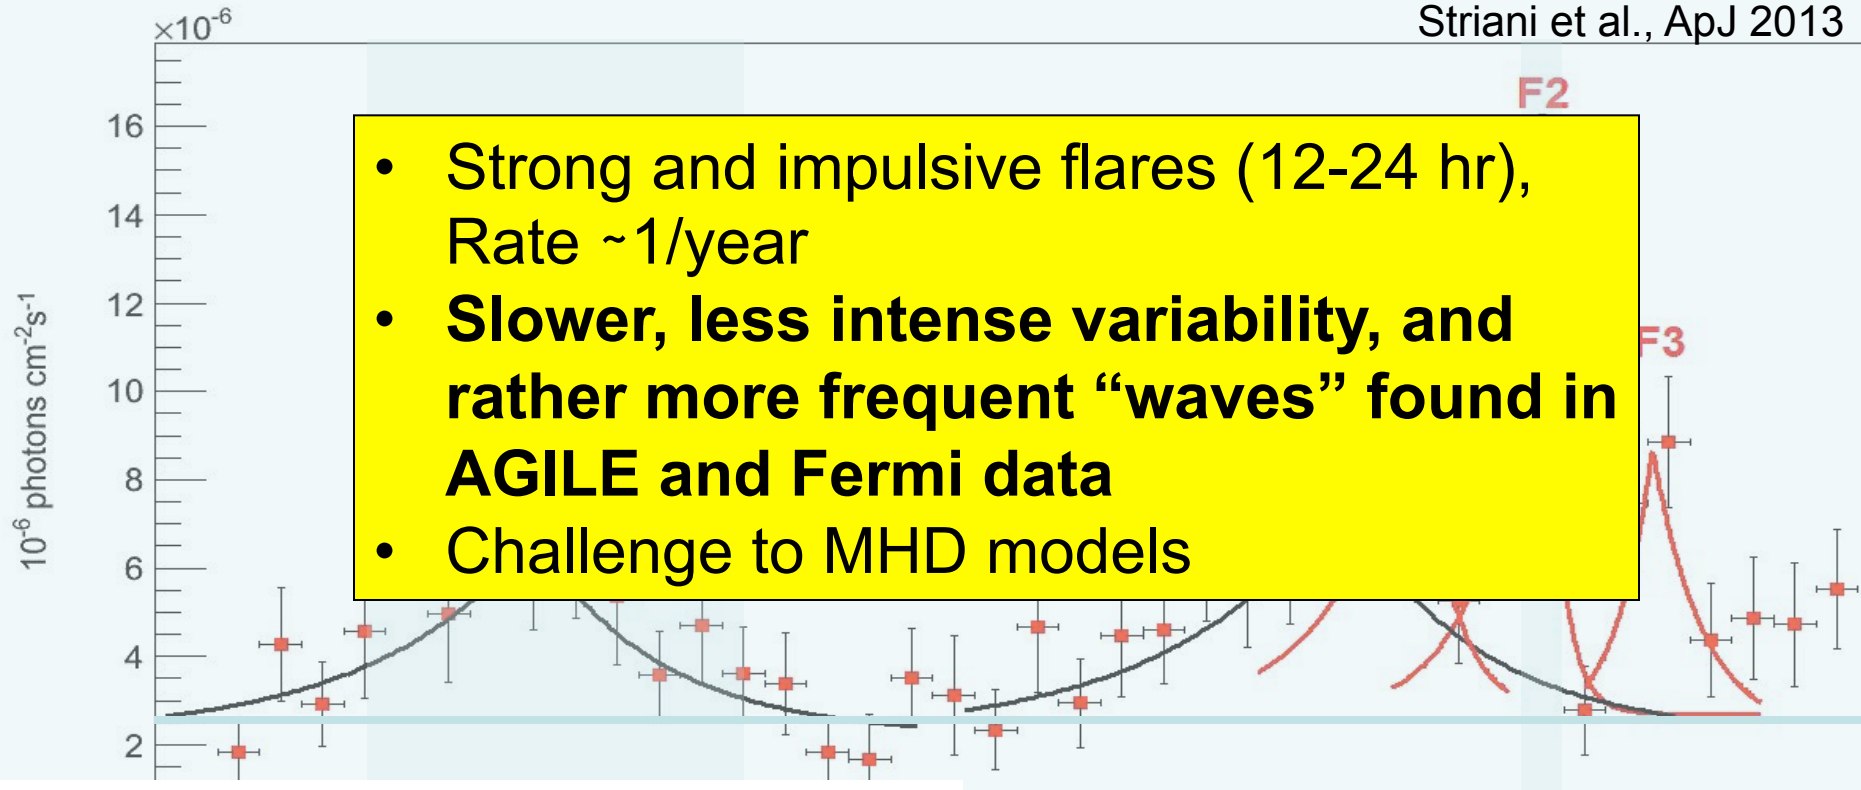 ×10⁻⁶
Striani et al., ApJ 2013
F2
16
14
12
10
8
6
4
2
10⁻⁶ photons cm⁻²s⁻¹
• Strong and impulsive flares (12-24 hr),
Rate ~1/year
• Slower, less intense variability, and
rather more frequent “waves” found in
AGILE and Fermi data
• Challenge to MHD models
F3